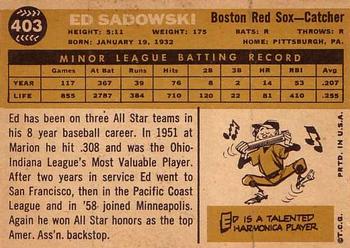 403
ED SADOWSKI
Boston Red Sox—Catcher
HEIGHT: 5:11 WEIGHT: 175 BATS: R THROWS: R
BORN: JANUARY 19, 1932 HOME: PITTSBURGH, PA.
MINOR LEAGUE BATTING RECORD
Games At Bat Runs Hits 2B 3B HR RBI Avg.
YEAR 117 367 39 76 8 1 12 53 .207
LIFE 855 2787 384 710 120 15 81 410 .255
Ed has been on three All Star teams in
his 8 year baseball career. In 1951 at
Marion he hit .308 and was the Ohio-
Indiana League's Most Valuable Player.
After two years in service Ed went to
San Francisco, then in the Pacific Coast
League and in '58 joined Minneapolis.
Again he won All Star honors as the top
Amer. Ass'n. backstop.
ED IS A TALENTED
HARMONICA PLAYER
©T.C.G. PRTD. IN U.S.A.